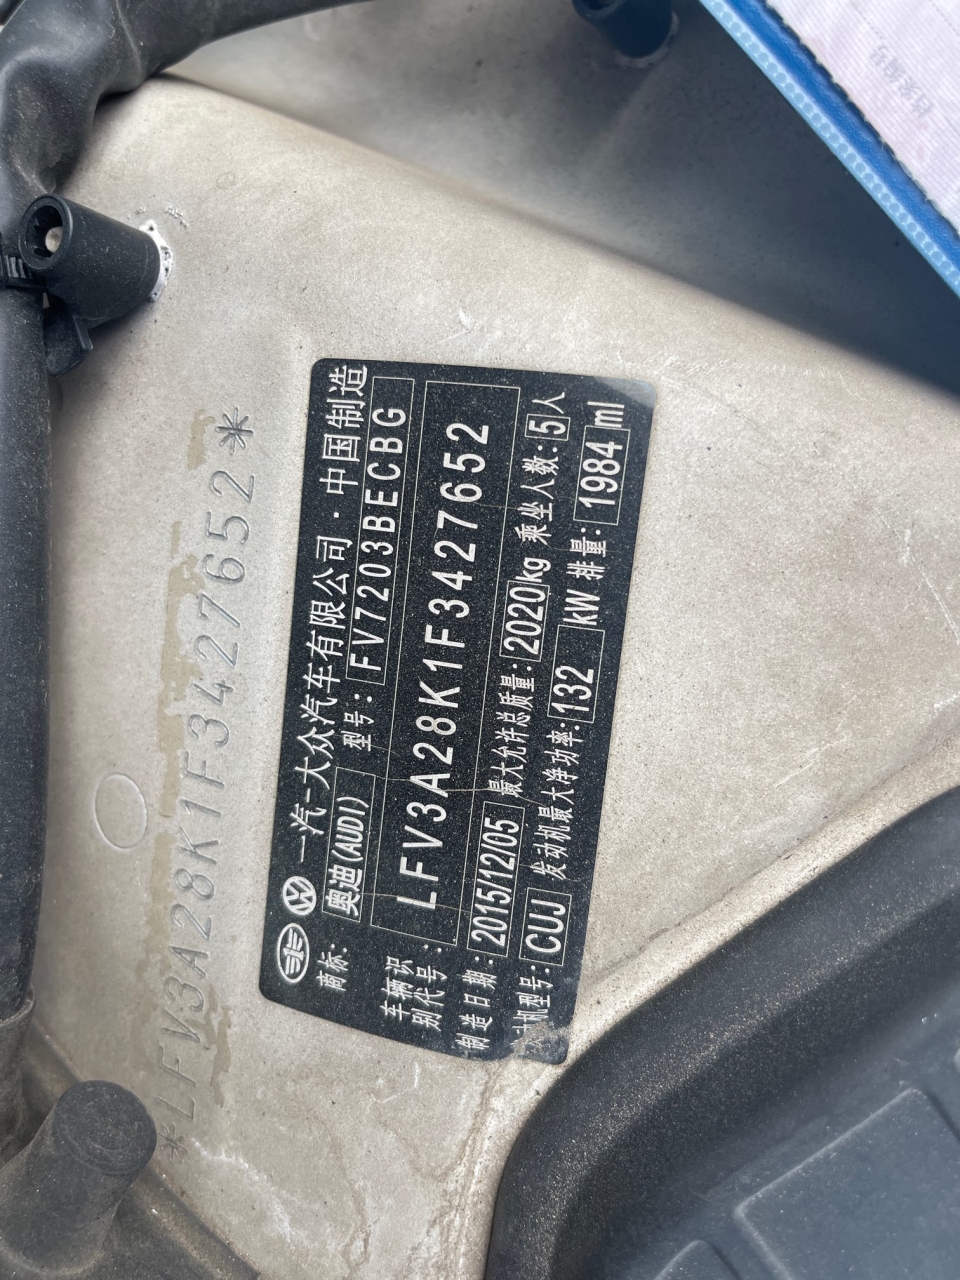 一汽-大众汽车有限公司·中国制造
商标: 奥迪(AUDI) 型号: FV7203BECBG
车辆识别代号: LFV3A28K1F3427652
制造日期: 2015/12/05 最大允许总质量: 2020kg 乘坐人数: 5人
发动机型号: CUJ 发动机最大净功率: 132 kW 排量: 1984 ml
*LFV3A28K1F3427652*